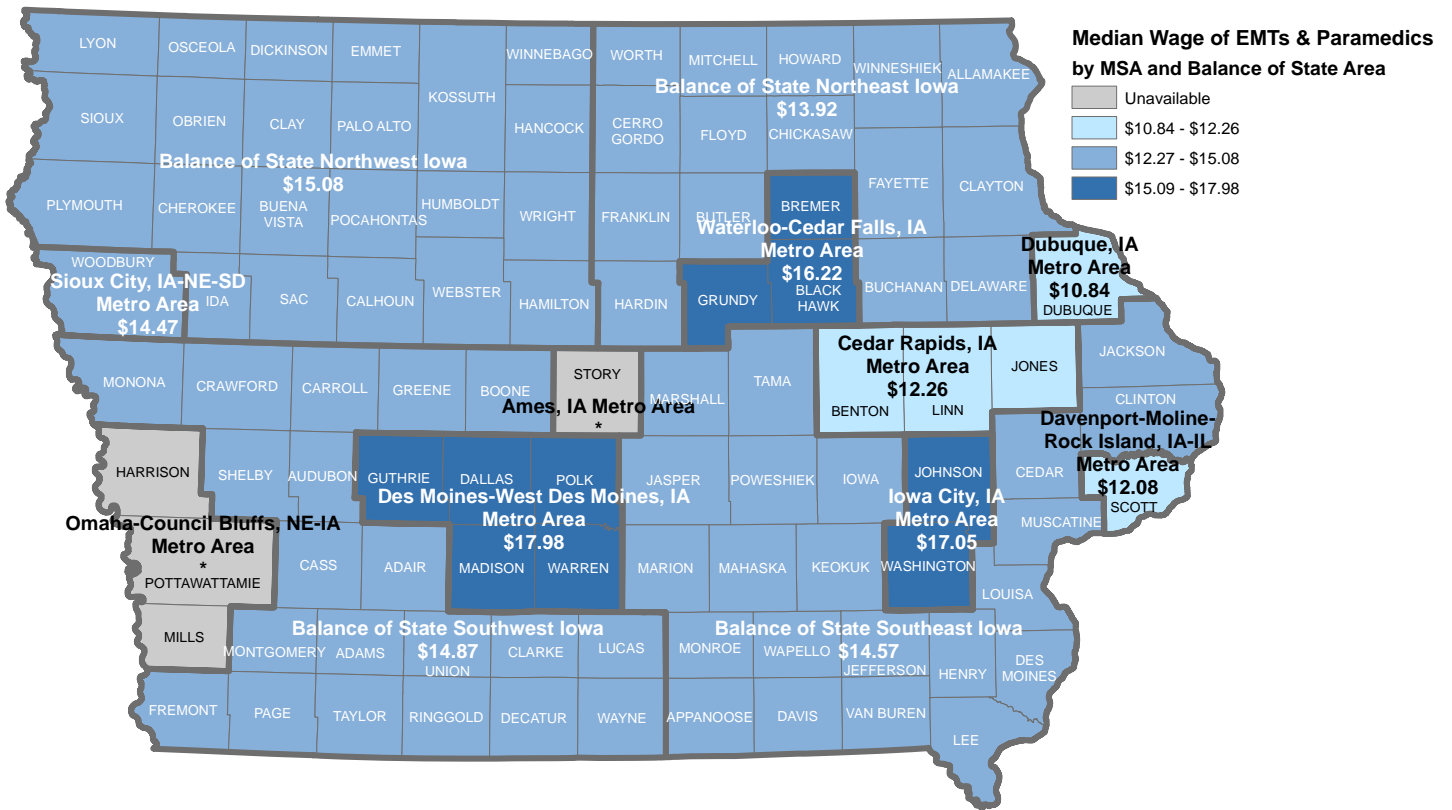 Median Wage of EMTs & Paramedics
by MSA and Balance of State Area
Unavailable
$10.84 - $12.26
$12.27 - $15.08
$15.09 - $17.98
LYON
OSCEOLA
DICKINSON
EMMET
WINNEBAGO
WORTH
MITCHELL
HOWARD
WINNESHIEK
ALLAMAKEE
KOSSUTH
Balance of State Northeast Iowa
$13.92
SIOUX
OBRIEN
CLAY
PALO ALTO
HANCOCK
CERRO
GORDO
FLOYD
CHICKASAW
Balance of State Northwest Iowa
$15.08
PLYMOUTH
CHEROKEE
BUENA
VISTA
POCAHONTAS
HUMBOLDT
WRIGHT
FRANKLIN
BUTLER
BREMER
FAYETTE
CLAYTON
Waterloo-Cedar Falls, IA
Metro Area
$16.22
Dubuque, IA
Metro Area
$10.84
DUBUQUE
WOODBURY
Sioux City, IA-NE-SD
Metro Area
$14.47
IDA
SAC
CALHOUN
WEBSTER
HAMILTON
HARDIN
GRUNDY
BLACK
HAWK
BUCHANAN
DELAWARE
Cedar Rapids, IA
Metro Area
$12.26
BENTON
LINN
JONES
JACKSON
MONONA
CRAWFORD
CARROLL
GREENE
BOONE
STORY
Ames, IA Metro Area
*
MARSHALL
TAMA
CLINTON
Davenport-Moline-
Rock Island, IA-IL
Metro Area
$12.08
SCOTT
HARRISON
SHELBY
AUDUBON
GUTHRIE
DALLAS
POLK
JASPER
POWESHIEK
IOWA
JOHNSON
CEDAR
Des Moines-West Des Moines, IA
Metro Area
$17.98
Iowa City, IA
Metro Area
$17.05
MUSCATINE
Omaha-Council Bluffs, NE-IA
Metro Area
*
POTTAWATTAMIE
CASS
ADAIR
MADISON
WARREN
MARION
MAHASKA
KEOKUK
WASHINGTON
LOUISA
MILLS
Balance of State Southwest Iowa
$14.87
MONTGOMERY
ADAMS
UNION
CLARKE
LUCAS
Balance of State Southeast Iowa
$14.57
MONROE
WAPELLO
JEFFERSON
HENRY
DES
MOINES
FREMONT
PAGE
TAYLOR
RINGGOLD
DECATUR
WAYNE
APPANOOSE
DAVIS
VAN BUREN
LEE